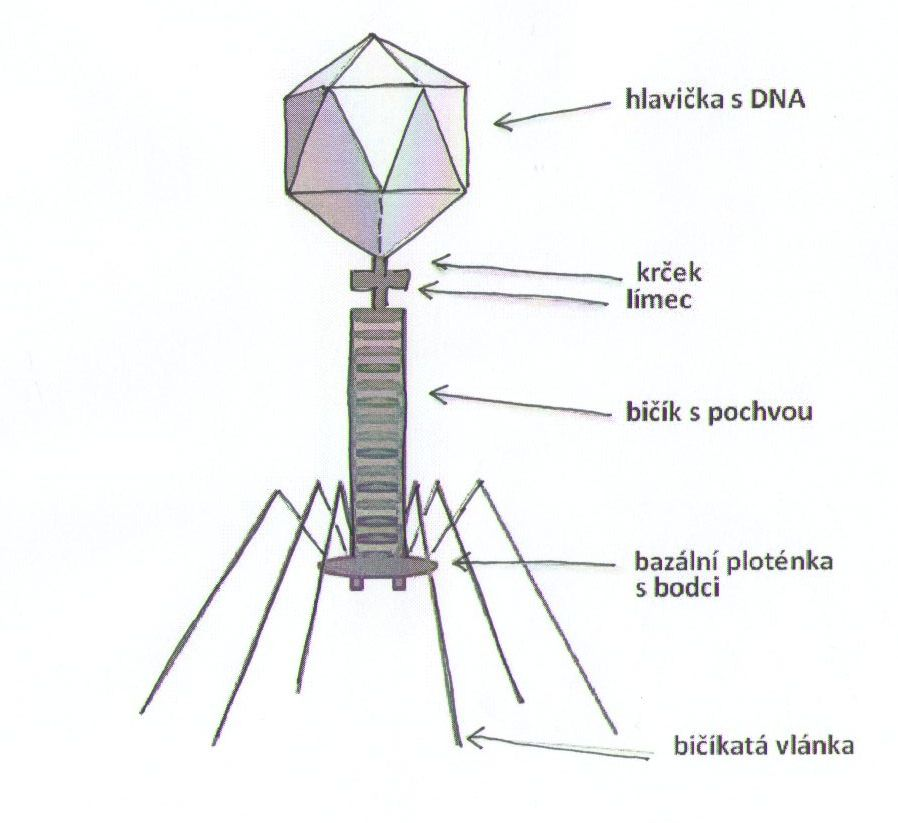 hlavička s DNA
krček
límec
bičík s pochvou
bazální ploténka
s bodci
bičíkatá vlánka